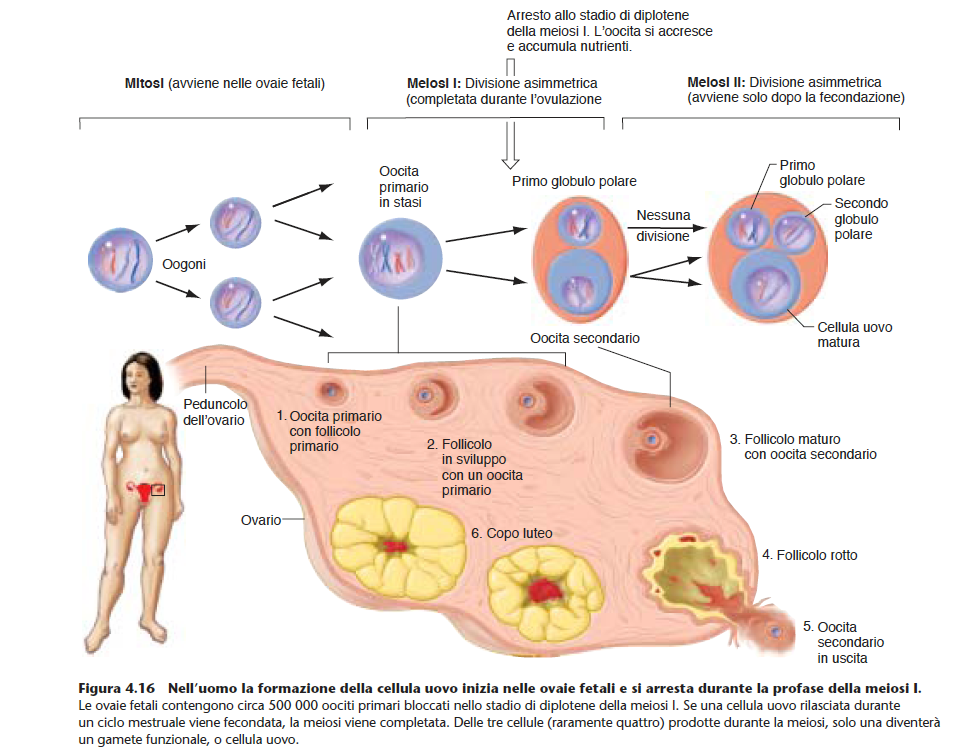 Arresto allo stadio di diplotene
della meiosi I. L'oocita si accresce
e accumula nutrienti.
Mitosi (avviene nelle ovaie fetali)
Meiosi I: Divisione asimmetrica
(completata durante l'ovulazione
Meiosi II: Divisione asimmetrica
(avviene solo dopo la fecondazione)
Oocita
primario
in stasi
Primo globulo polare
Primo
globulo polare
Nessuna
divisione
Secondo
globulo
polare
Oogoni
Cellula uovo
matura
Oocita secondario
Peduncolo
dell'ovario
1. Oocita primario
con follicolo
primario
2. Follicolo
in sviluppo
con un oocita
primario
3. Follicolo maturo
con oocita secondario
Ovario
6. Copo luteo
4. Follicolo rotto
5. Oocita
secondario
in uscita
Figura 4.16 Nell'uomo la formazione della cellula uovo inizia nelle ovaie fetali e si arresta durante la profase della meiosi I.
Le ovaie fetali contengono circa 500 000 oociti primari bloccati nello stadio di diplotene della meiosi I. Se una cellula uovo rilasciata durante
un ciclo mestruale viene fecondata, la meiosi viene completata. Delle tre cellule (raramente quattro) prodotte durante la meiosi, solo una diventerà
un gamete funzionale, o cellula uovo.